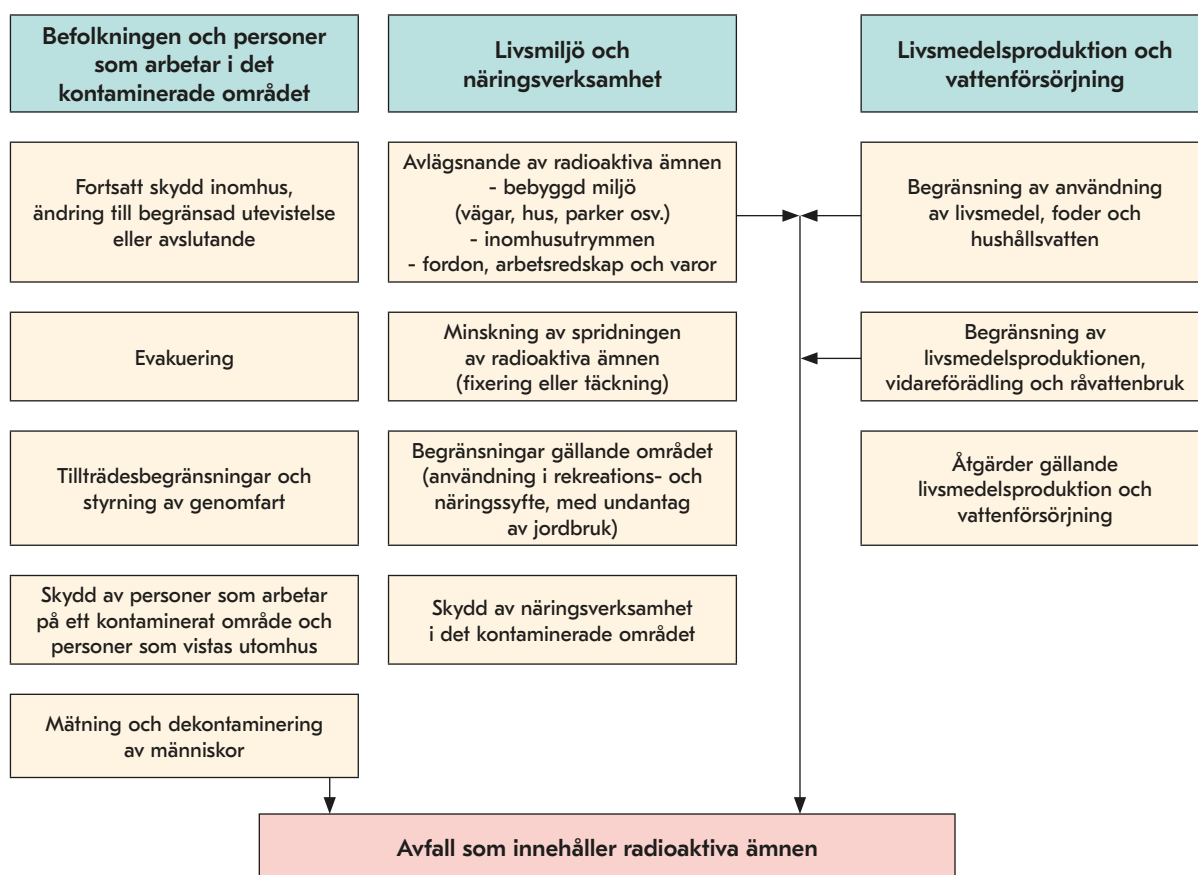 Befolkningen och personer
som arbetar i det
kontaminerade området
Fortsatt skydd inomhus,
ändring till begränsad utevistelse
eller avslutande
Evakuering
Tillträdesbegränsningar och
styrning av genomfart
Skydd av personer som arbetar
på ett kontaminerat område och
personer som vistas utomhus
Mätning och dekontaminering
av människor
Livsmiljö och
näringsverksamhet
Avlägsnande av radioaktiva ämnen
- bebyggd miljö
(vägar, hus, parker osv.)
- inomhusutrymmen
- fordon, arbetsredskap och varor
Minskning av spridningen
av radioaktiva ämnen
(fixering eller täckning)
Begränsningar gällande området
(användning i rekreations- och
näringssyfte, med undantag
av jordbruk)
Skydd av näringsverksamhet
i det kontaminerade området
Livsmedelsproduktion och
vattenförsörjning
Begränsning av användning
av livsmedel, foder och
hushållsvatten
Begränsning av
livsmedelsproduktionen,
vidareförädling och råvattenbruk
Åtgärder gällande
livsmedelsproduktion och
vattenförsörjning
Avfall som innehåller radioaktiva ämnen